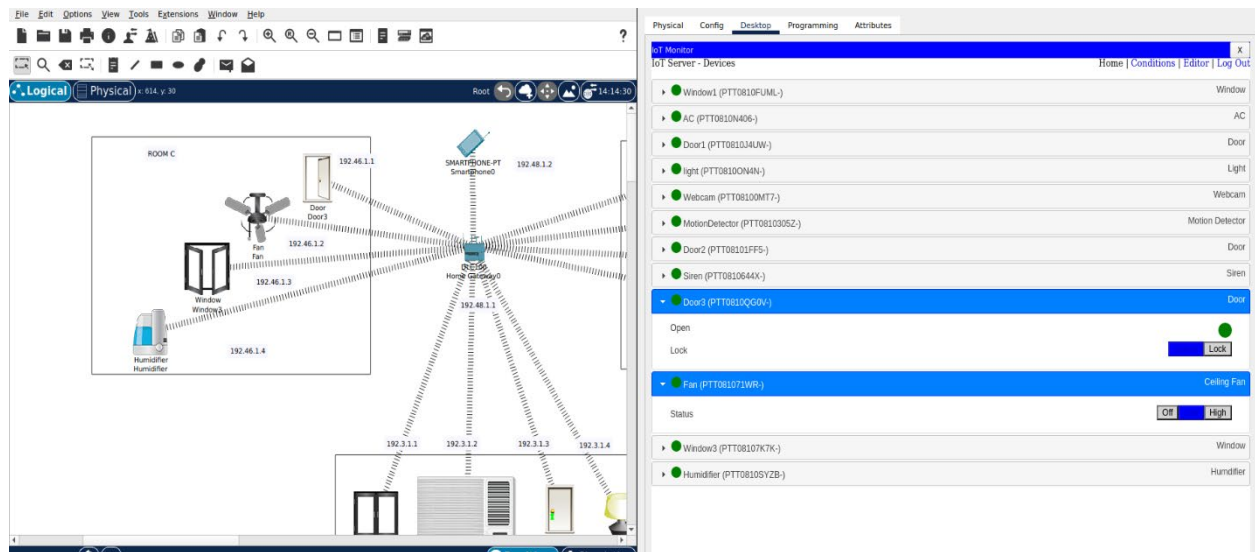 File Edit Options View Tools Extensions Window Help
?
Logical Physical x: 614, y: 30 Root 14:14:30
ROOM C
192.46.1.1
Door
Door3
SMARTPHONE-PT
Smartphone0
192.48.1.2
Fan
Fan
192.46.1.2
Home Gateway0
192.46.1.3
Window
Window3
192.48.1.1
192.46.1.4
Humidifier
Humidifier
192.3.1.1 192.3.1.2 192.3.1.3 192.3.1.4
Physical Config Desktop Programming Attributes
IoT Monitor X
IoT Server - Devices Home | Conditions | Editor | Log Out
Window1 (PTT0810FUML-) Window
AC (PTT0810N406-) AC
Door1 (PTT0810J4UW-) Door
light (PTT0810ON4N-) Light
Webcam (PTT08100MT7-) Webcam
MotionDetector (PTT0810305Z-) Motion Detector
Door2 (PTT08101FF5-) Door
Siren (PTT0810644X-) Siren
Door3 (PTT0810QG0V-) Door
Open
Lock Lock
Fan (PTT081071WR-) Ceiling Fan
Status Off High
Window3 (PTT08107K7K-) Window
Humidifier (PTT0810SYZB-) Humdifier